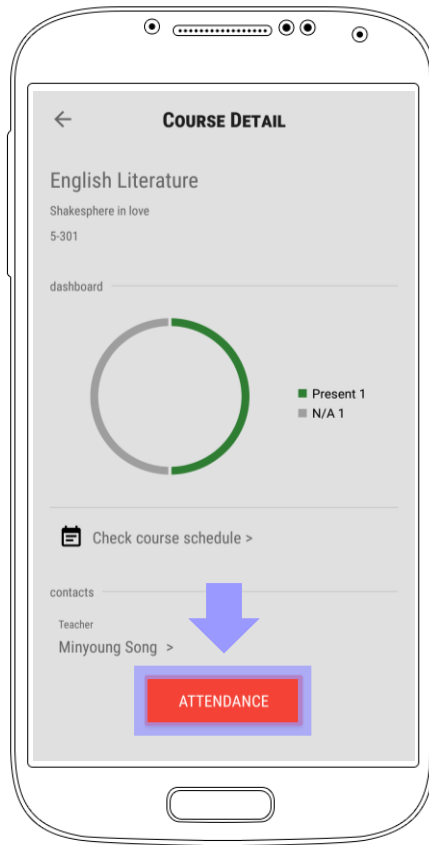 COURSE DETAIL
English Literature
Shakesphere in love
5-301
dashboard
Present 1
N/A 1
Check course schedule >
contacts
Teacher
Minyoung Song >
ATTENDANCE